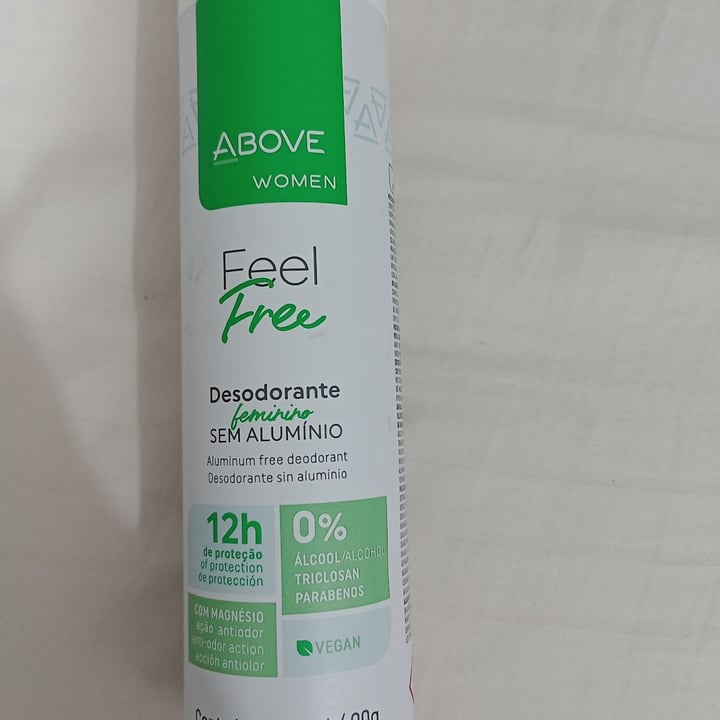 ABOVE
WOMEN
Feel
Free
Desodorante
feminino
SEM ALUMÍNIO
Aluminum free deodorant
Desodorante sin aluminio
12h
de proteção
of protection
de protección
0%
ÁLCOOL/ALCOHOL
TRICLOSAN
PARABENOS
COM MAGNÉSIO
ação antiodor
anti-odor action
acción antiolor
VEGAN